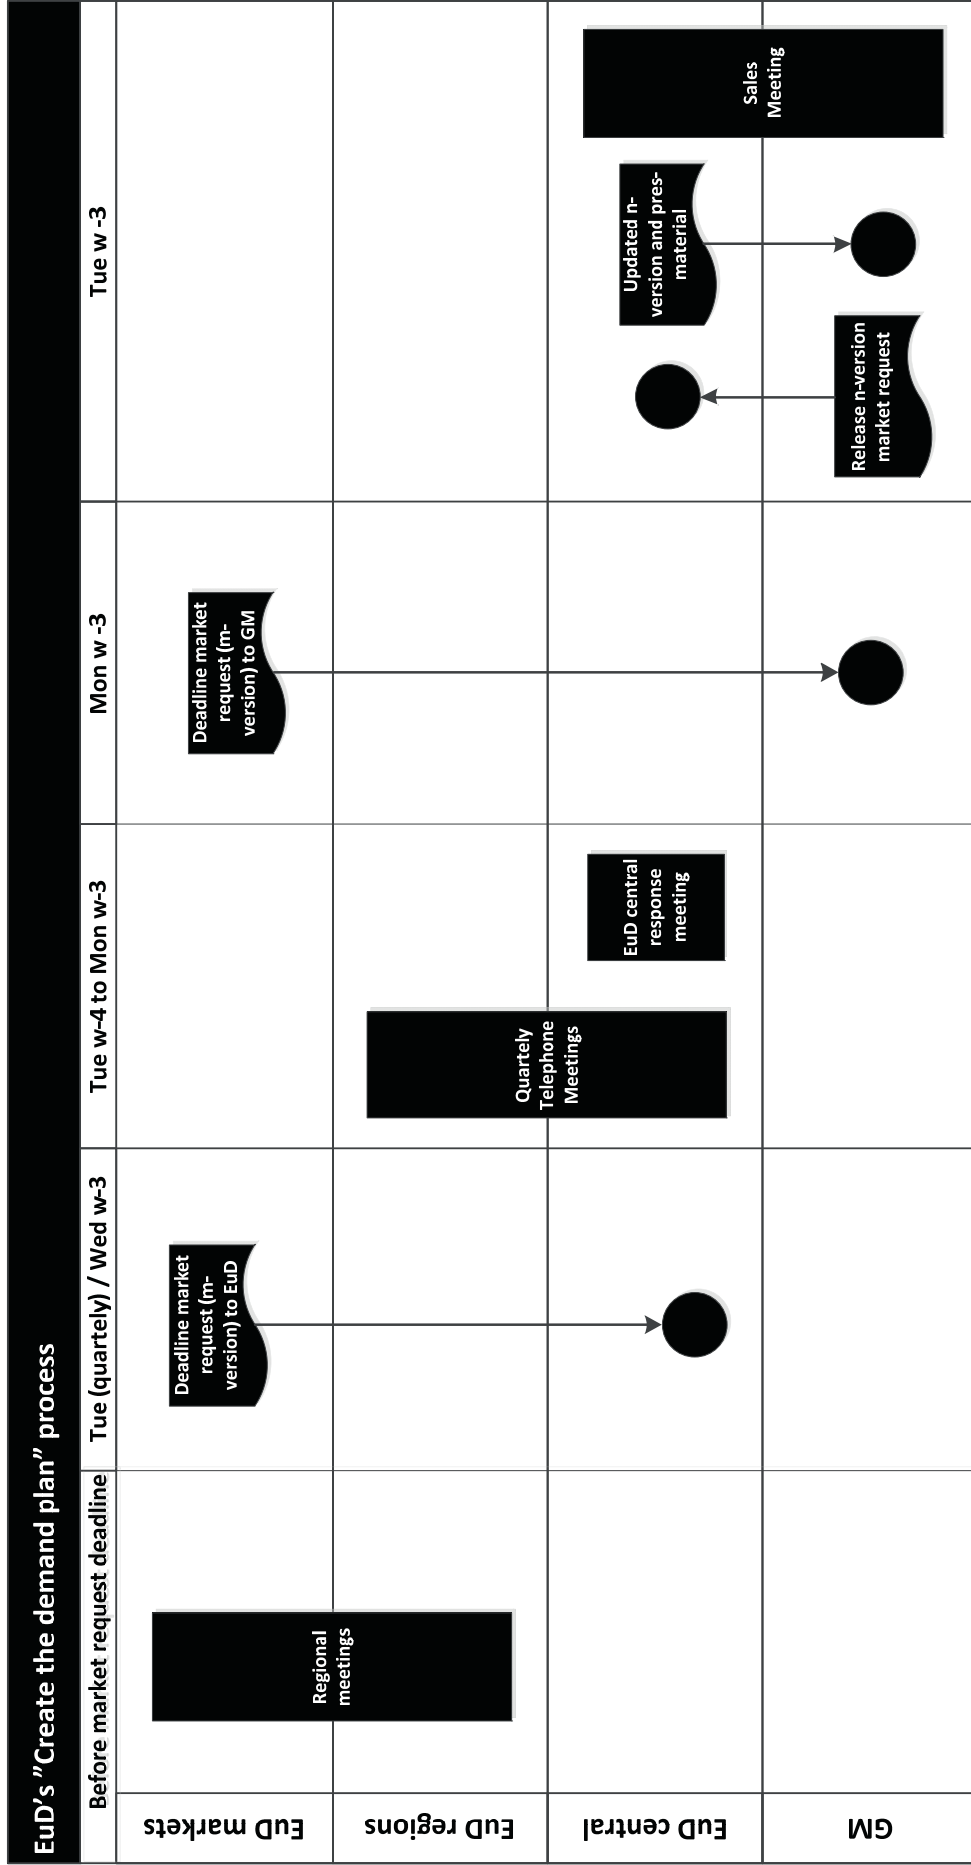 EuD’s ”Create the demand plan” process
Before market request deadline
Tue (quartely) / Wed w-3
Tue w-4 to Mon w-3
Mon w -3
Tue w -3
EuD markets
Deadline market
request (m-
version) to EuD
Deadline market
request (m-
version) to GM
Regional
meetings
EuD regions
Quartely
Telephone
Meetings
EuD central
EuD central
response
meeting
Updated n-
version and pres-
material
Sales
Meeting
GM
Release n-version
market request